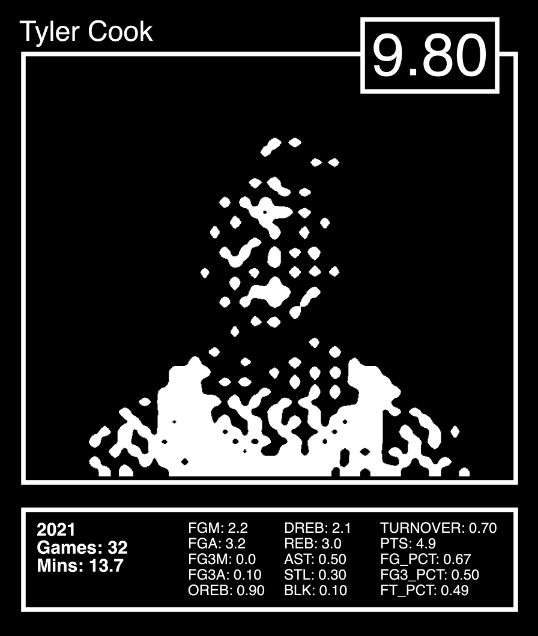 Tyler Cook
9.80
2021
Games: 32
Mins: 13.7
FGM: 2.2
FGA: 3.2
FG3M: 0.0
FG3A: 0.10
OREB: 0.90
DREB: 2.1
REB: 3.0
AST: 0.50
STL: 0.30
BLK: 0.10
TURNOVER: 0.70
PTS: 4.9
FG_PCT: 0.67
FG3_PCT: 0.50
FT_PCT: 0.49